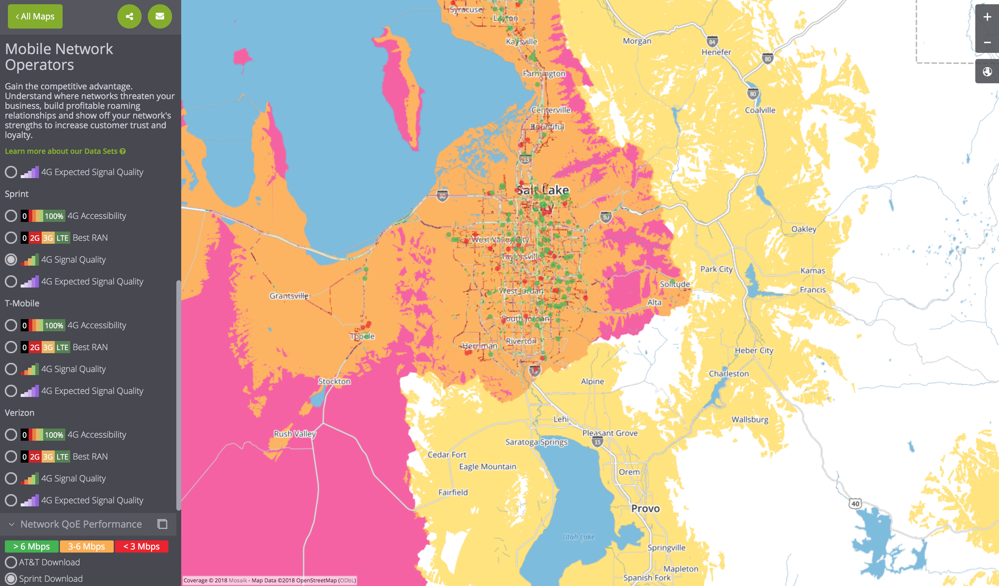 All Maps
Mobile Network
Operators
Gain the competitive advantage.
Understand where networks threaten your
business, build profitable roaming
relationships and show off your network's
strengths to increase customer trust and
loyalty.
Learn more about our Data Sets ?
4G Expected Signal Quality
Sprint
0 100% 4G Accessibility
0 2G 3G LTE Best RAN
4G Signal Quality
4G Expected Signal Quality
T-Mobile
0 100% 4G Accessibility
0 2G 3G LTE Best RAN
4G Signal Quality
4G Expected Signal Quality
Verizon
0 100% 4G Accessibility
0 2G 3G LTE Best RAN
4G Signal Quality
4G Expected Signal Quality
Network QoE Performance
> 6 Mbps 3-6 Mbps < 3 Mbps
AT&T Download
Sprint Download
Syracuse
Layton
Kaysville
Morgan
84
Henefer
80
Farmington
80
Centerville
Coalville
Bountiful
15
Salt Lake
City
80
80
Oakley
West Valley City
Taylorsville
Park City
Kamas
Solitude
Francis
West Jordan
Grantsville
Alta
South Jordan
Tooele
Riverton
Herriman
Heber City
15
Charleston
Stockton
Alpine
Lehi
Wallsburg
Rush Valley
Pleasant Grove
Saratoga Springs
15
Cedar Fort
Eagle Mountain
Orem
Fairfield
40
Provo
Utah Lake
Springville
Mapleton
Spanish Fork
+
−
Coverage © 2018 Mosaik - Map Data ©2018 OpenStreetMap (ODbL)